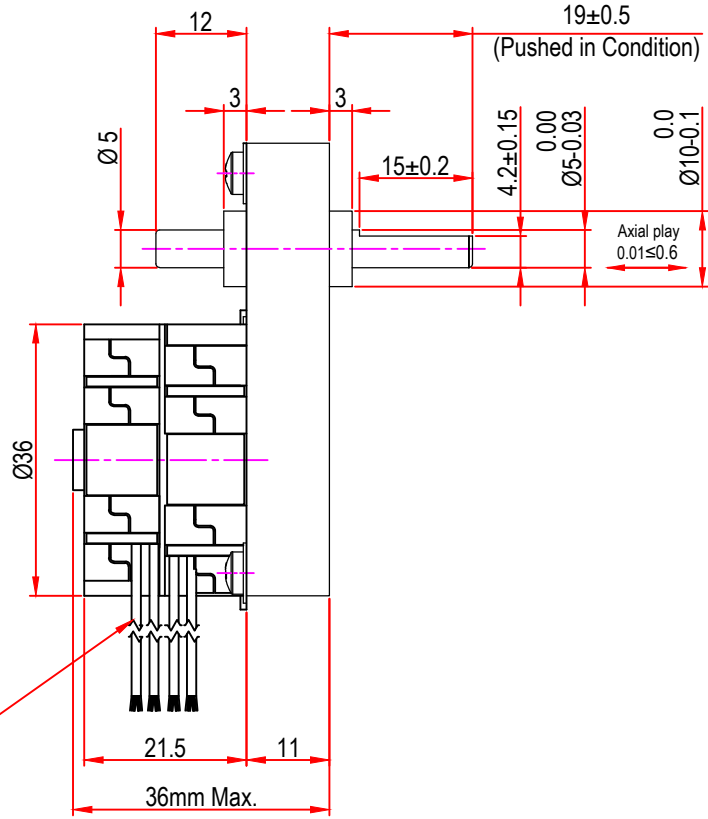 12
19±0.5
(Pushed in Condition)
3
3
Ø 5
15±0.2
4.2±0.15
0.00
Ø5-0.03
0.0
Ø10-0.1
Axial play
0.01≤0.6
Ø36
21.5
11
36mm Max.